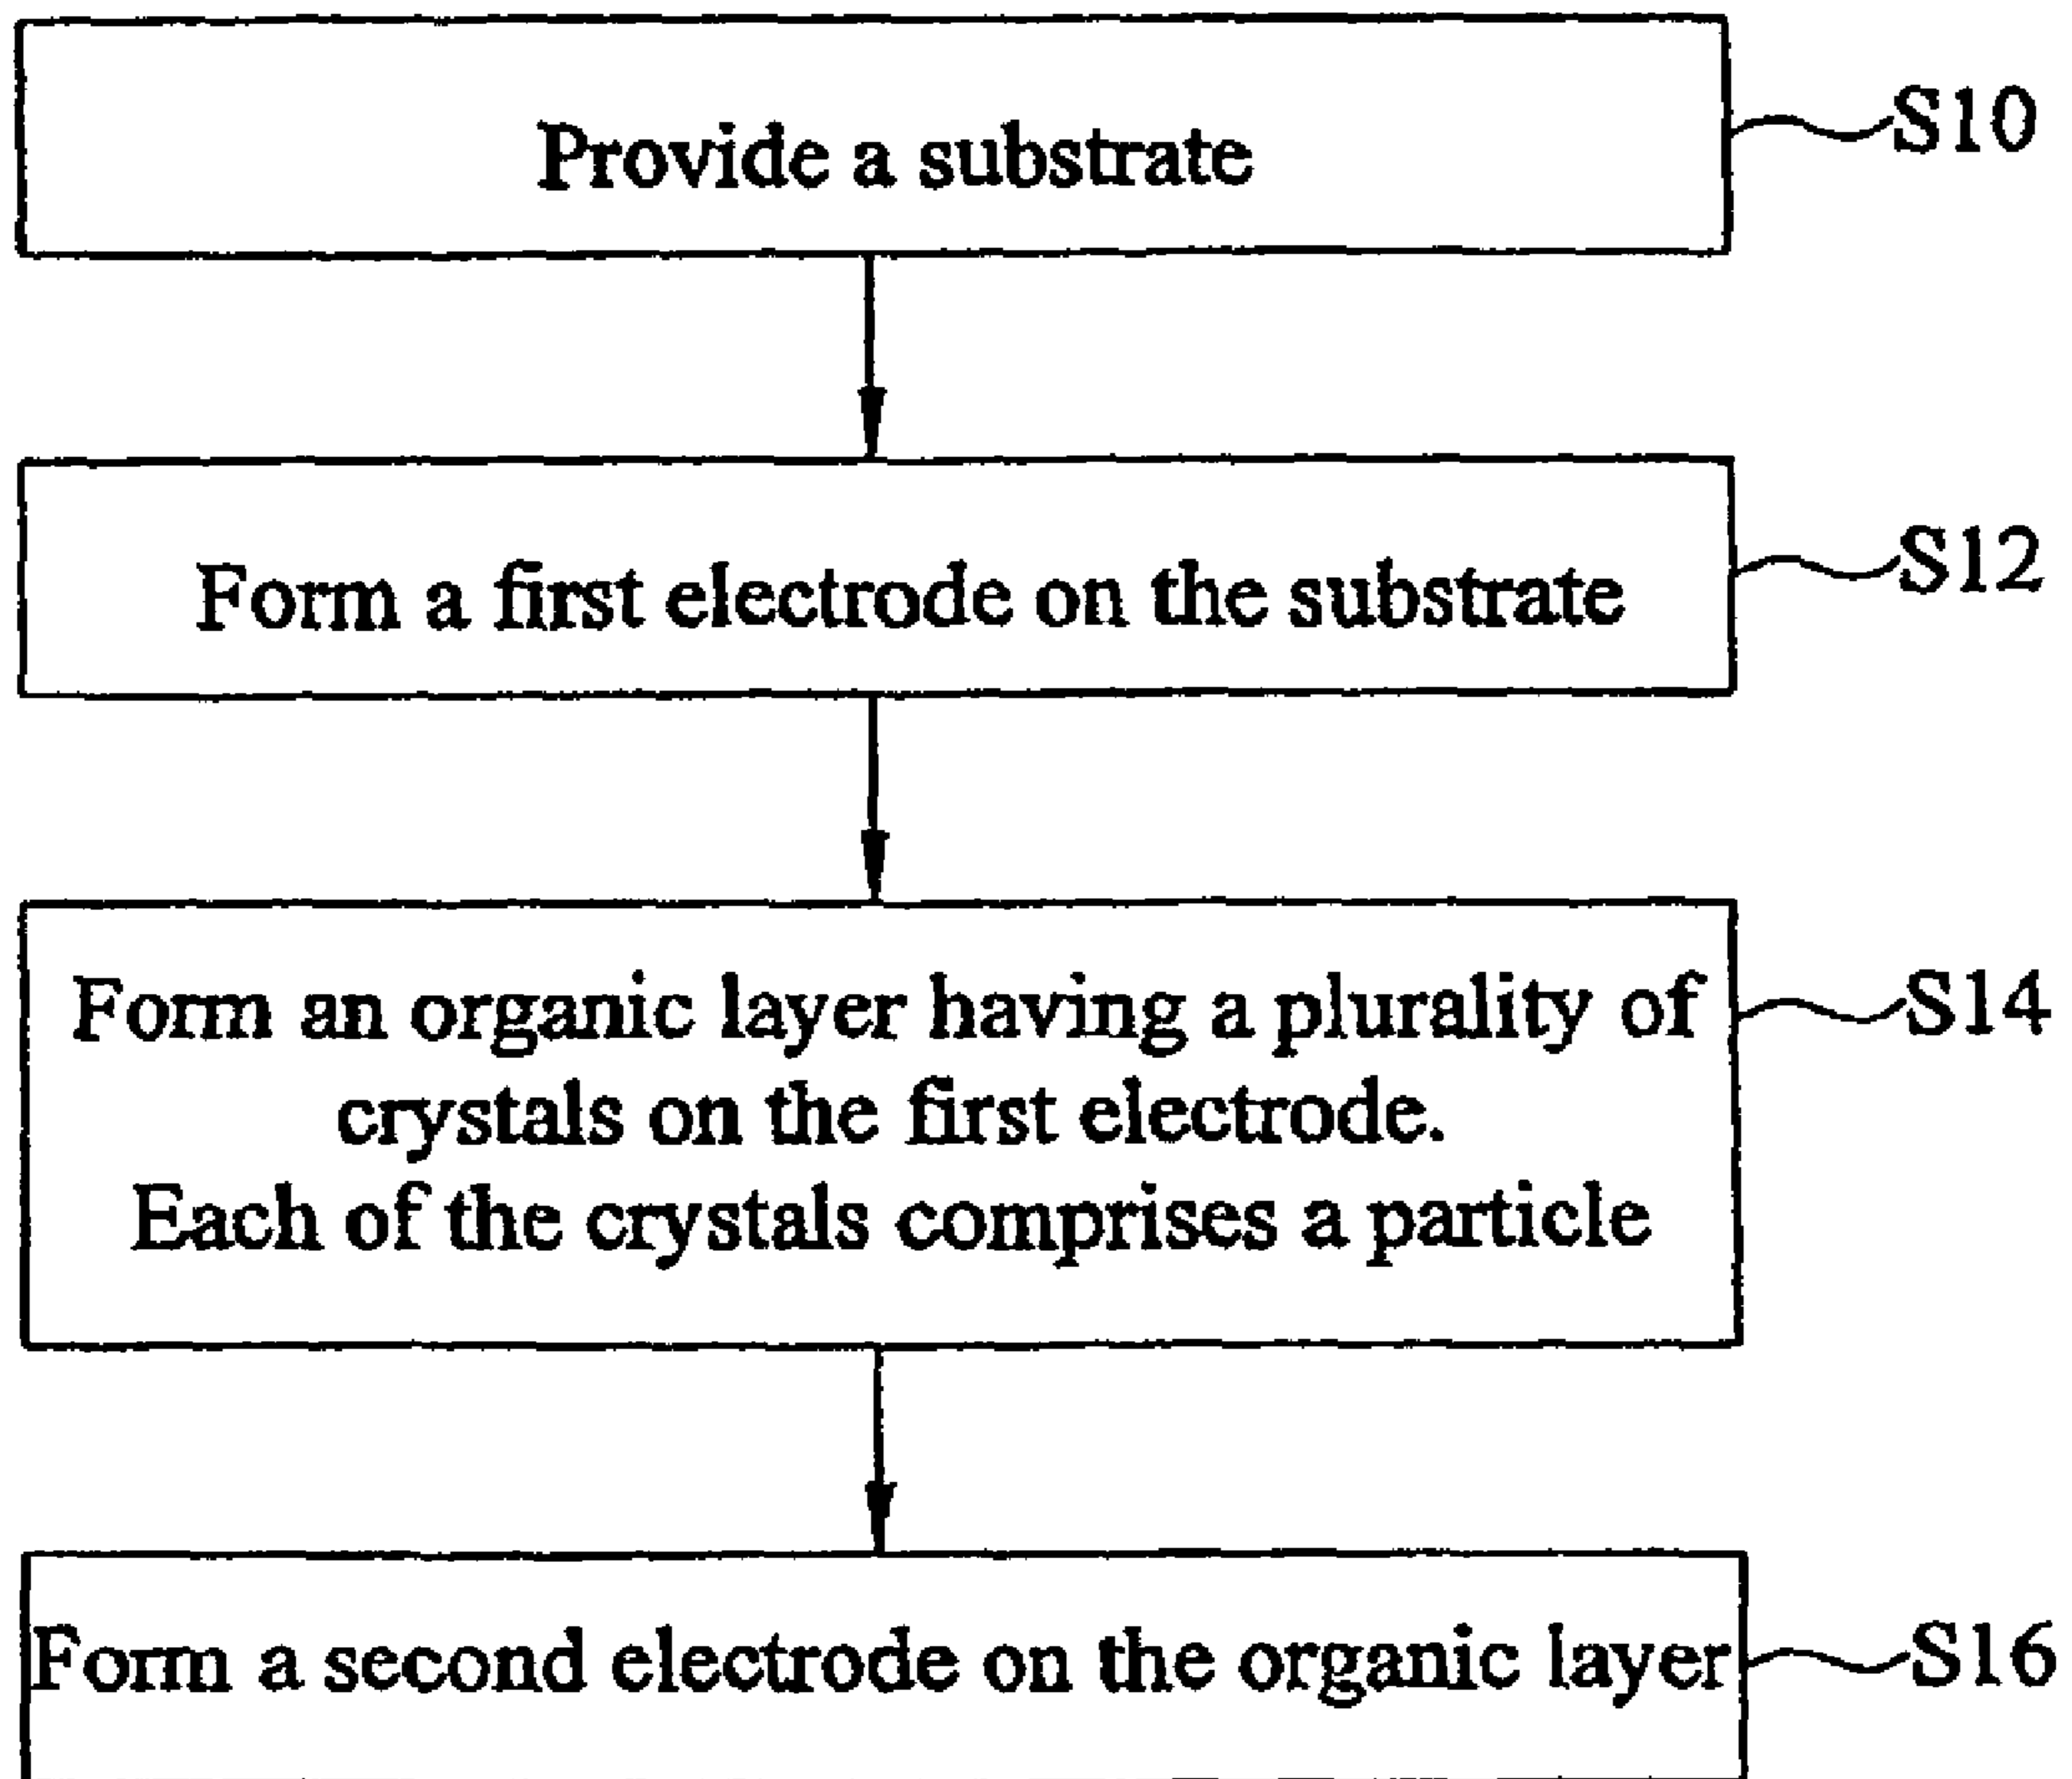 Provide a substrate
S10
Form a first electrode on the substrate
S12
Form an organic layer having a plurality of
crystals on the first electrode.
Each of the crystals comprises a particle
S14
Form a second electrode on the organic layer
S16